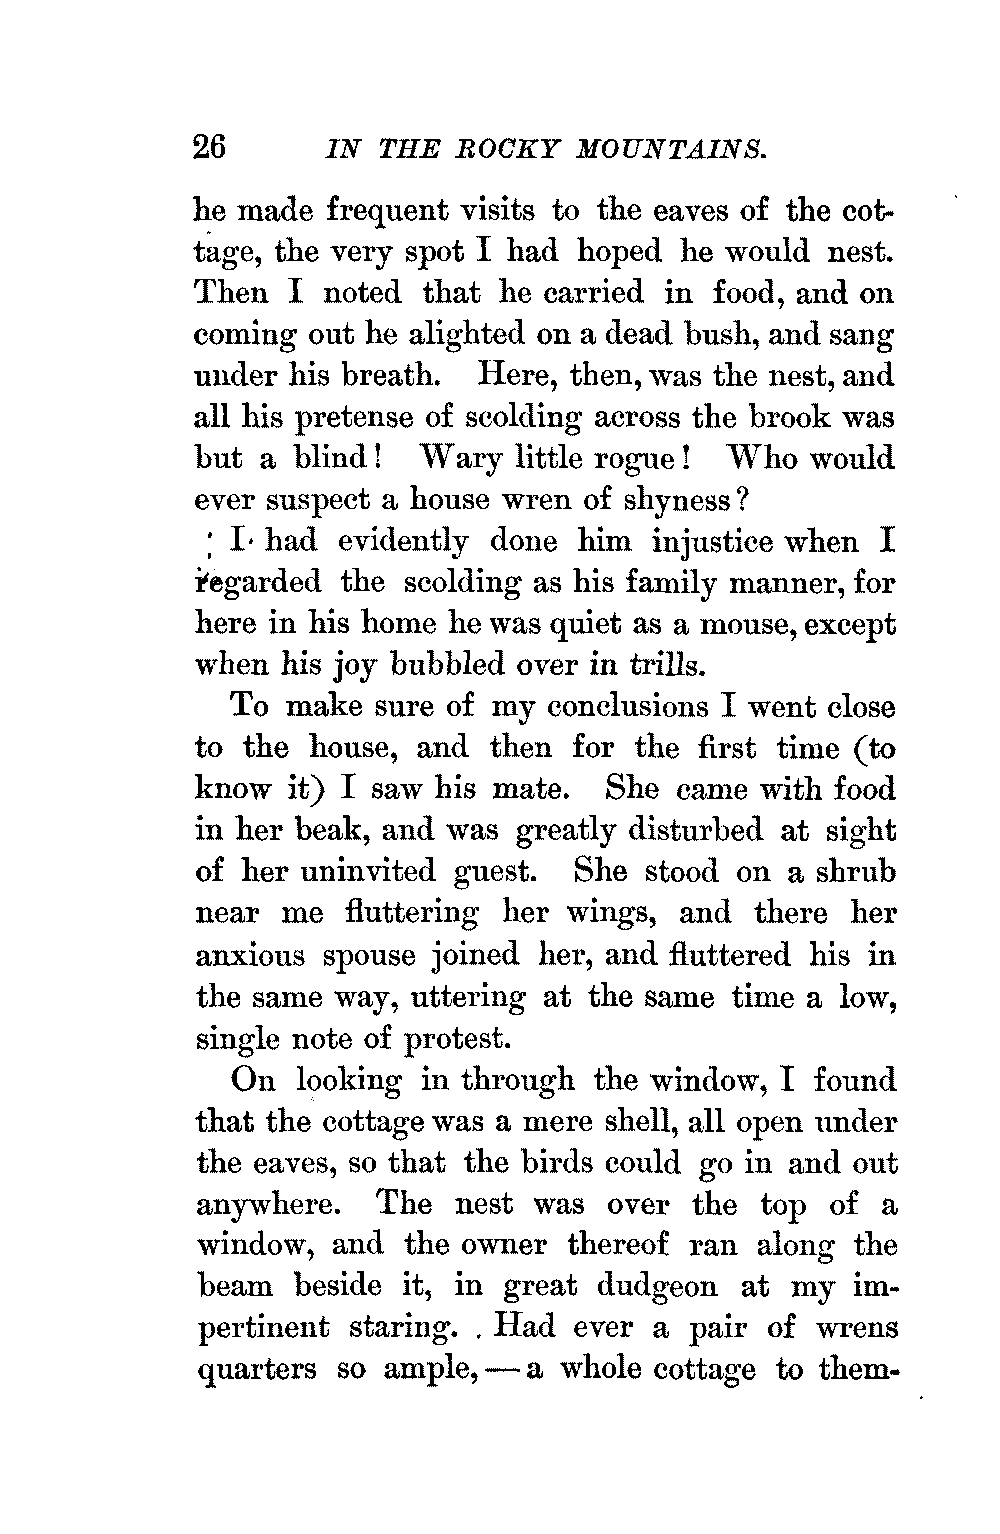 26 IN THE ROCKY MOUNTAINS.
he made frequent visits to the eaves of the cot-
tage, the very spot I had hoped he would nest.
Then I noted that he carried in food, and on
coming out he alighted on a dead bush, and sang
under his breath. Here, then, was the nest, and
all his pretense of scolding across the brook was
but a blind! Wary little rogue! Who would
ever suspect a house wren of shyness?
I had evidently done him injustice when I
regarded the scolding as his family manner, for
here in his home he was quiet as a mouse, except
when his joy bubbled over in trills.
To make sure of my conclusions I went close
to the house, and then for the first time (to
know it) I saw his mate. She came with food
in her beak, and was greatly disturbed at sight
of her uninvited guest. She stood on a shrub
near me fluttering her wings, and there her
anxious spouse joined her, and fluttered his in
the same way, uttering at the same time a low,
single note of protest.
On looking in through the window, I found
that the cottage was a mere shell, all open under
the eaves, so that the birds could go in and out
anywhere. The nest was over the top of a
window, and the owner thereof ran along the
beam beside it, in great dudgeon at my im-
pertinent staring. Had ever a pair of wrens
quarters so ample,—a whole cottage to them-